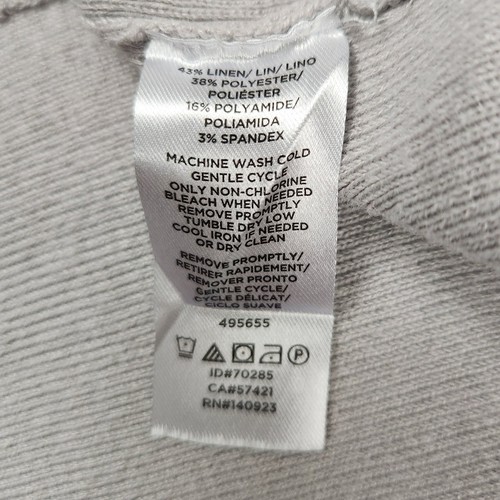 43% LINEN/ LIN/ LINO
38% POLYESTER/
POLIÉSTER
16% POLYAMIDE/
POLIAMIDA
3% SPANDEX
MACHINE WASH COLD
GENTLE CYCLE
ONLY NON-CHLORINE
BLEACH WHEN NEEDED
REMOVE PROMPTLY
TUMBLE DRY LOW
COOL IRON IF NEEDED
OR DRY CLEAN
REMOVE PROMPTLY/
RETIRER RAPIDEMENT/
REMOVER PRONTO
GENTLE CYCLE/
CYCLE DÉLICAT/
CICLO SUAVE
495655
P
ID#70285
CA#57421
RN#140923